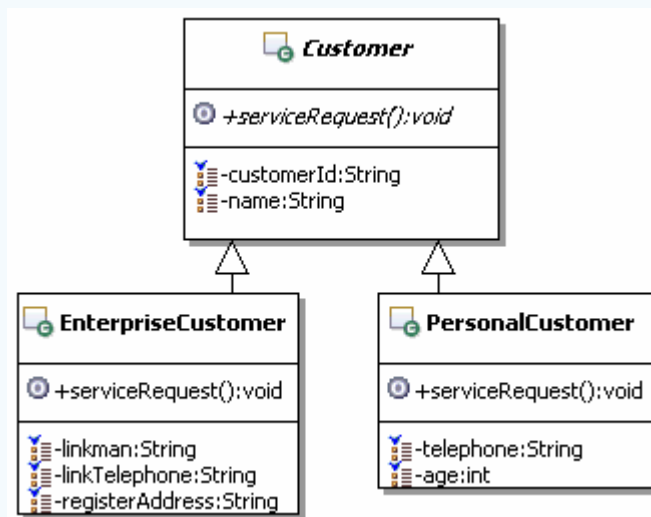 Customer
+serviceRequest():void
-customerId:String
-name:String
EnterpriseCustomer
+serviceRequest():void
-linkman:String
-linkTelephone:String
-registerAddress:String
PersonalCustomer
+serviceRequest():void
-telephone:String
-age:int